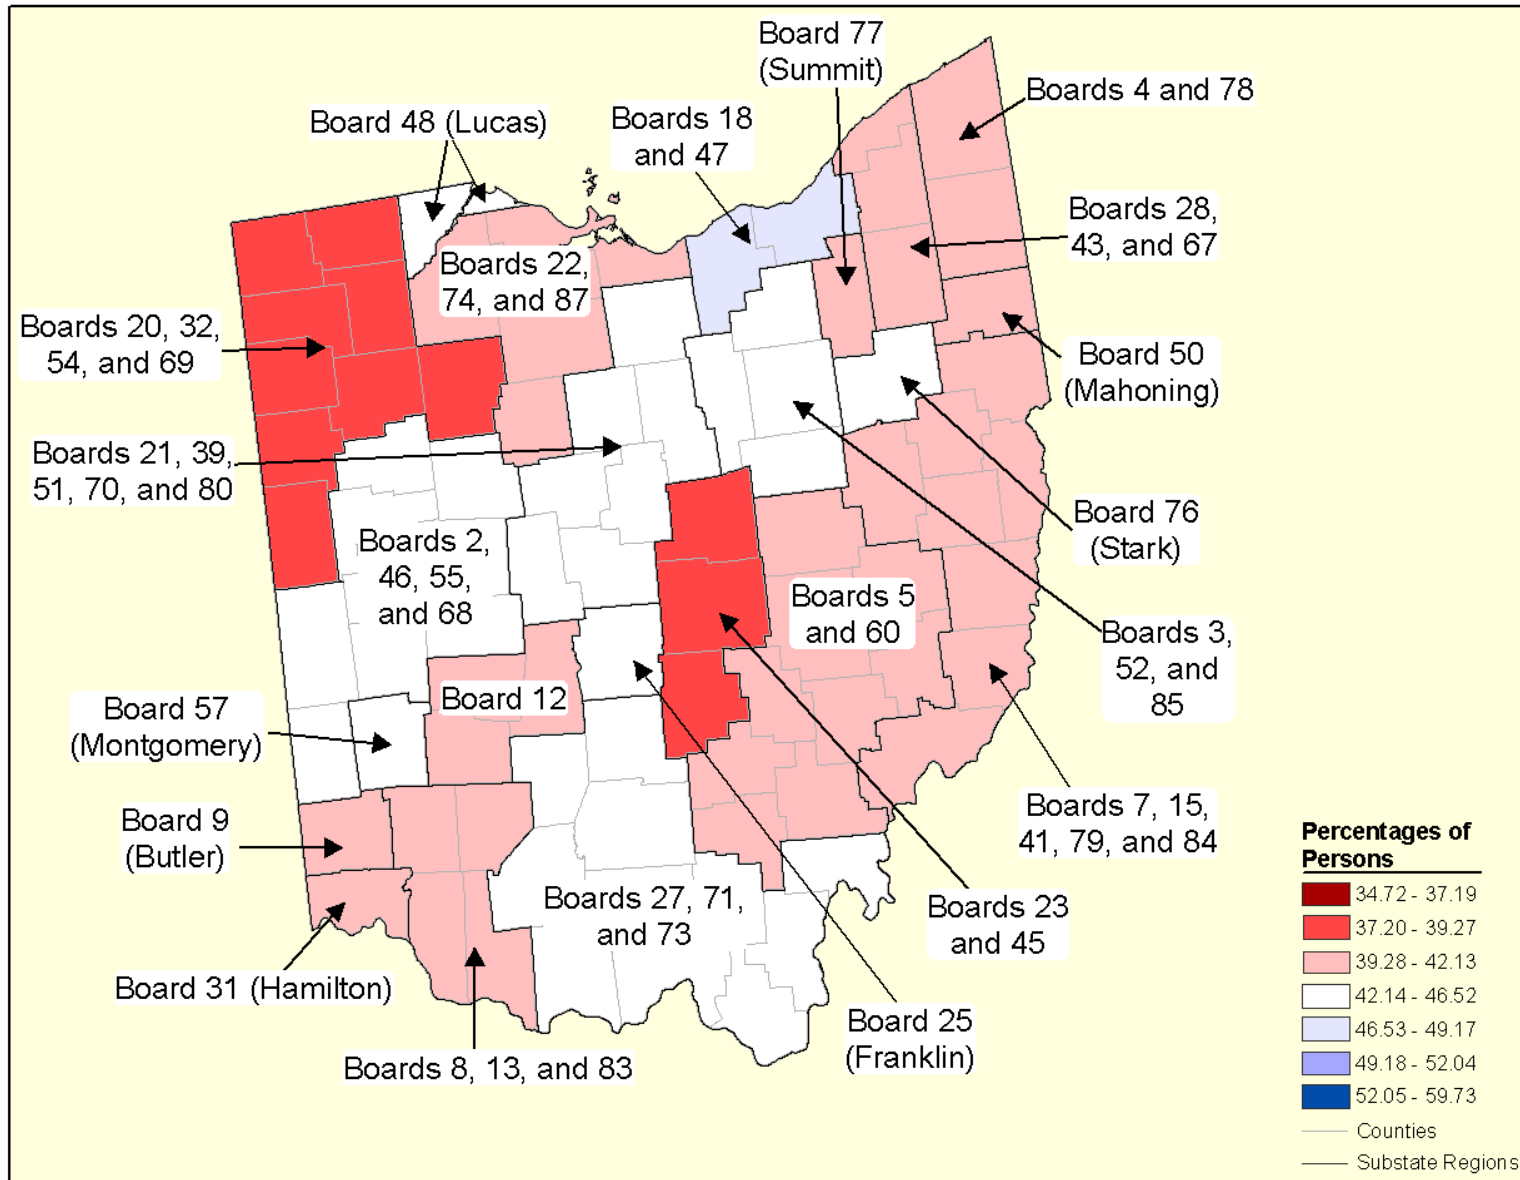 Board 77
(Summit)
Boards 4 and 78
Board 48 (Lucas)
Boards 18
and 47
Boards 28,
43, and 67
Boards 22,
74, and 87
Boards 20, 32,
54, and 69
Board 50
(Mahoning)
Boards 21, 39,
51, 70, and 80
Board 76
(Stark)
Boards 2,
46, 55,
and 68
Boards 5
and 60
Boards 3,
52, and
85
Board 12
Board 57
(Montgomery)
Boards 7, 15,
41, 79, and 84
Board 9
(Butler)
Boards 27, 71,
and 73
Boards 23
and 45
Board 31 (Hamilton)
Board 25
(Franklin)
Boards 8, 13, and 83
Percentages of
Persons
34.72 - 37.19
37.20 - 39.27
39.28 - 42.13
42.14 - 46.52
46.53 - 49.17
49.18 - 52.04
52.05 - 59.73
Counties
Substate Regions